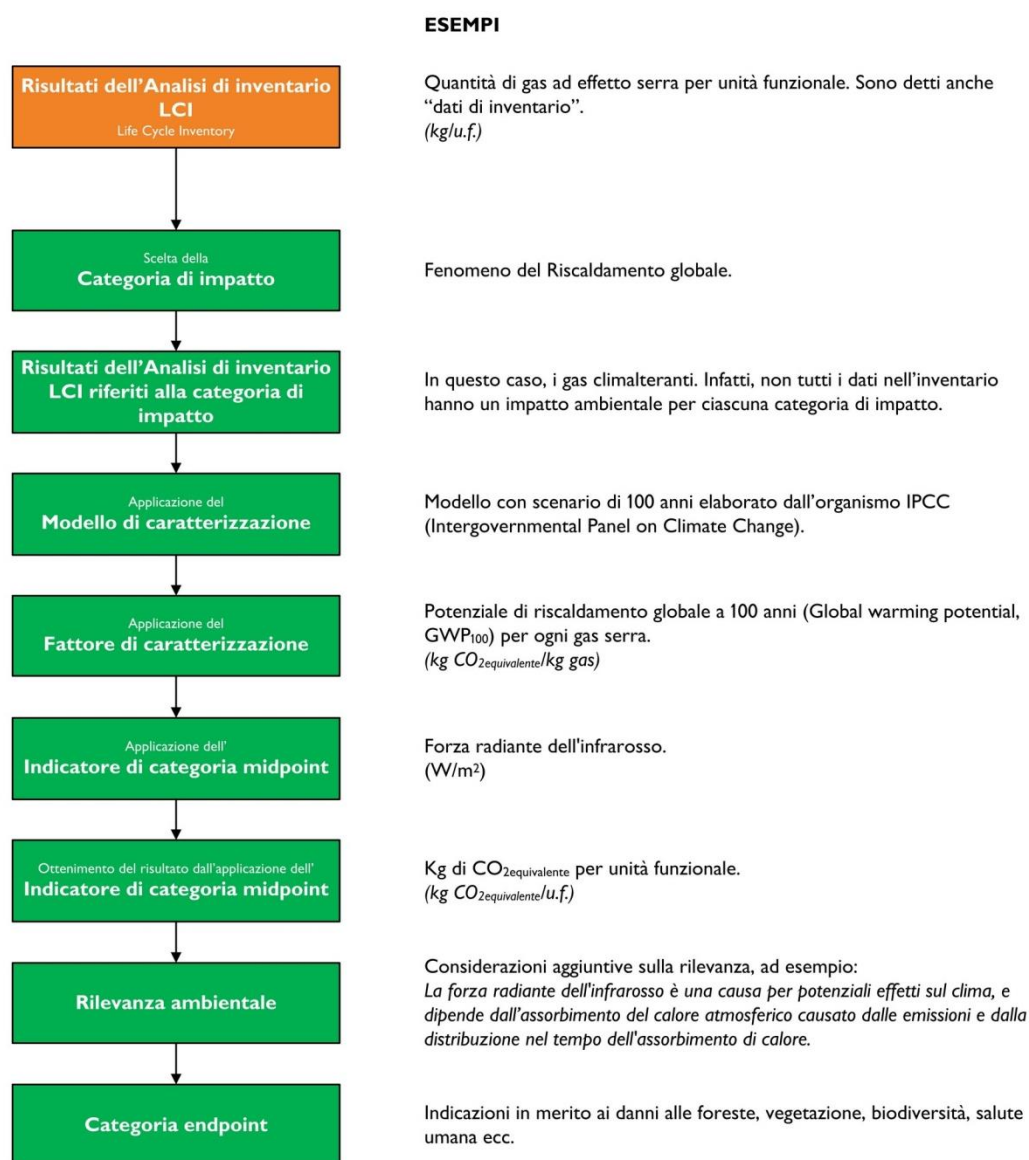 ESEMPI
Risultati dell'Analisi di inventario
LCI
Life Cycle Inventory
Quantità di gas ad effetto serra per unità funzionale. Sono detti anche
“dati di inventario”.
(kg/u.f.)
Scelta della
Categoria di impatto
Fenomeno del Riscaldamento globale.
Risultati dell'Analisi di inventario
LCI riferiti alla categoria di
impatto
In questo caso, i gas climalteranti. Infatti, non tutti i dati nell'inventario
hanno un impatto ambientale per ciascuna categoria di impatto.
Applicazione del
Modello di caratterizzazione
Modello con scenario di 100 anni elaborato dall'organismo IPCC
(Intergovernmental Panel on Climate Change).
Applicazione del
Fattore di caratterizzazione
Potenziale di riscaldamento globale a 100 anni (Global warming potential,
GWP100) per ogni gas serra.
(kg CO2equivalente/kg gas)
Applicazione dell'
Indicatore di categoria midpoint
Forza radiante dell'infrarosso.
(W/m²)
Ottenimento del risultato dall'applicazione dell'
Indicatore di categoria midpoint
Kg di CO2equivalente per unità funzionale.
(kg CO2equivalente/u.f.)
Rilevanza ambientale
Considerazioni aggiuntive sulla rilevanza, ad esempio:
La forza radiante dell'infrarosso è una causa per potenziali effetti sul clima, e
dipende dall'assorbimento del calore atmosferico causato dalle emissioni e dalla
distribuzione nel tempo dell'assorbimento di calore.
Categoria endpoint
Indicazioni in merito ai danni alle foreste, vegetazione, biodiversità, salute
umana ecc.